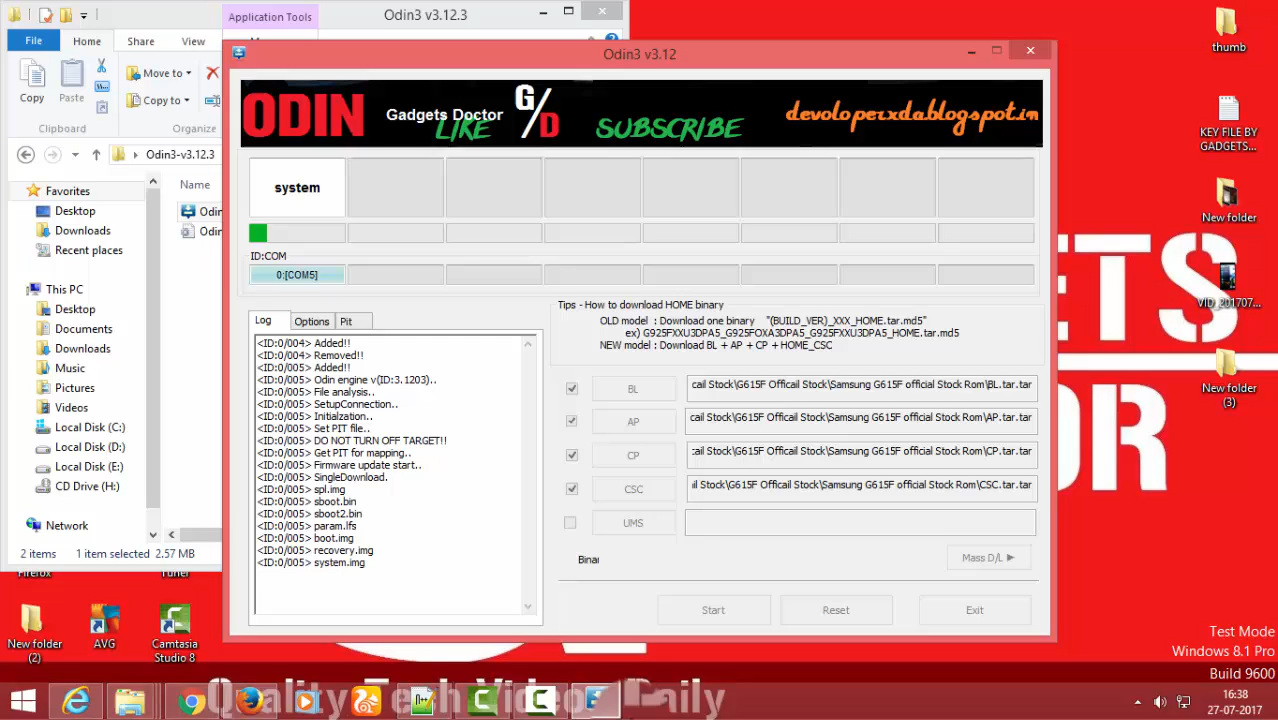 Application Tools
Odin3 v3.12.3
File
Home
Share
View
Copy
Paste
Move to
Copy to
Clipboard
Organize
Odin3-v3.12.3
Favorites
Desktop
Downloads
Recent places
This PC
Desktop
Documents
Downloads
Music
Pictures
Videos
Local Disk (C:)
Local Disk (D:)
Local Disk (E:)
CD Drive (H:)
Network
Name
Odin
Odin
2 items
1 item selected 2.57 MB
Odin3 v3.12
ODIN
Gadgets Doctor
LIKE
G/D
SUBSCRIBE
devoloperxda.blogspot.in
system
ID:COM
0:[COM5]
Log
Options
Pit
<ID:0/004> Added!!
<ID:0/004> Removed!!
<ID:0/005> Added!!
<ID:0/005> Odin engine v(ID:3.1203)..
<ID:0/005> File analysis..
<ID:0/005> SetupConnection..
<ID:0/005> Initialzation..
<ID:0/005> Set PIT file..
<ID:0/005> DO NOT TURN OFF TARGET!!
<ID:0/005> Get PIT for mapping..
<ID:0/005> Firmware update start..
<ID:0/005> SingleDownload.
<ID:0/005> spl.img
<ID:0/005> sboot.bin
<ID:0/005> sboot2.bin
<ID:0/005> param.lfs
<ID:0/005> boot.img
<ID:0/005> recovery.img
<ID:0/005> system.img
Tips - How to download HOME binary
OLD model : Download one binary "(BUILD_VER)_XXX_HOME.tar.md5"
ex) G925FXXU3DPA5_G925FOXA3DPA5_G925FXXU3DPA5_HOME.tar.md5
NEW model : Download BL + AP + CP + HOME_CSC
BL
cail Stock\G615F Officail Stock\Samsung G615F official Stock Rom\BL.tar.tar
AP
cail Stock\G615F Officail Stock\Samsung G615F official Stock Rom\AP.tar.tar
CP
:ail Stock\G615F Officail Stock\Samsung G615F official Stock Rom\CP.tar.tar
CSC
il Stock\G615F Officail Stock\Samsung G615F official Stock Rom\CSC.tar.tar
UMS
Binar
Mass D/L
Start
Reset
Exit
thumb
KEY FILE BY
GADGETS...
New folder
VID_201707...
New folder
(3)
ETS
OR
Firefox
Tuner
New folder
(2)
AVG
Camtasia
Studio 8
Test Mode
Windows 8.1 Pro
Build 9600
Quality Tech Videos Daily
16:38
27-07-2017